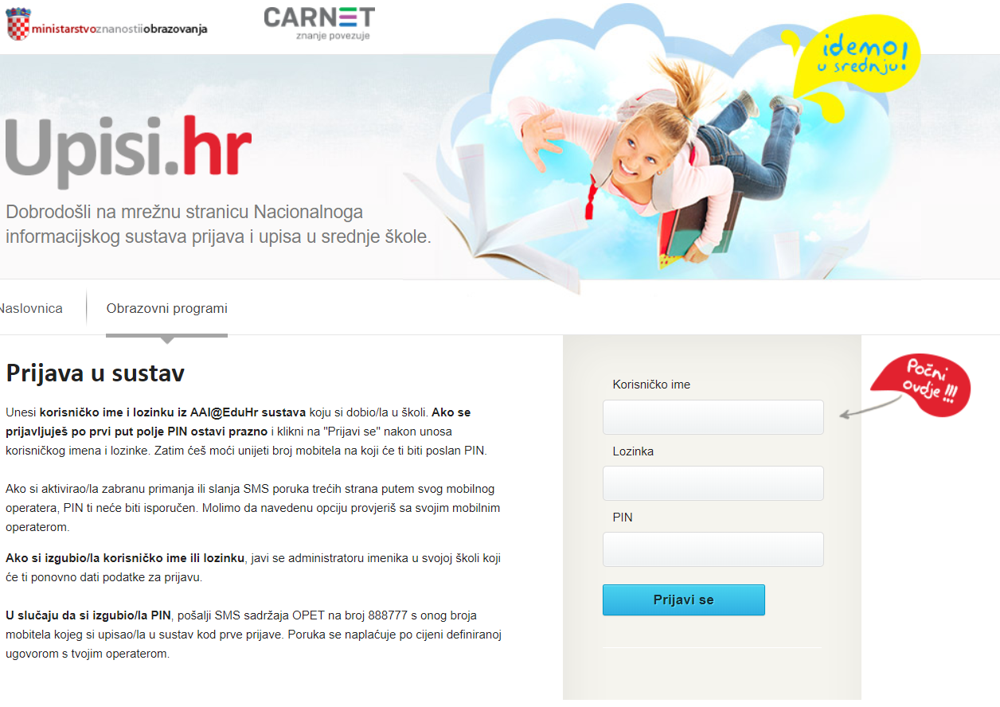 ministarstvoznanostiiobrazovanja
CARNET
znanje povezuje
idemo!
u srednju!
Upisi.hr
Dobrodošli na mrežnu stranicu Nacionalnoga
informacijskog sustava prijava i upisa u srednje škole.
Naslovnica
Obrazovni programi
Prijava u sustav
Unesi korisničko ime i lozinku iz AAI@EduHr sustava koju si dobio/la u školi. Ako se
prijavljuješ po prvi put polje PIN ostavi prazno i klikni na "Prijavi se" nakon unosa
korisničkog imena i lozinke. Zatim ćeš moći unijeti broj mobitela na koji će ti biti poslan PIN.
Ako si aktivirao/la zabranu primanja ili slanja SMS poruka trećih strana putem svog mobilnog
operatera, PIN ti neće biti isporučen. Molimo da navedenu opciju provjeriš sa svojim mobilnim
operaterom.
Ako si izgubio/la korisničko ime ili lozinku, javi se administratoru imenika u svojoj školi koji
će ti ponovno dati podatke za prijavu.
U slučaju da si izgubio/la PIN, pošalji SMS sadržaja OPET na broj 888777 s onog broja
mobitela kojeg si upisao/la u sustav kod prve prijave. Poruka se naplaćuje po cijeni definiranoj
ugovorom s tvojim operaterom.
Korisničko ime
Lozinka
PIN
Prijavi se
Počni
ovdje !!!